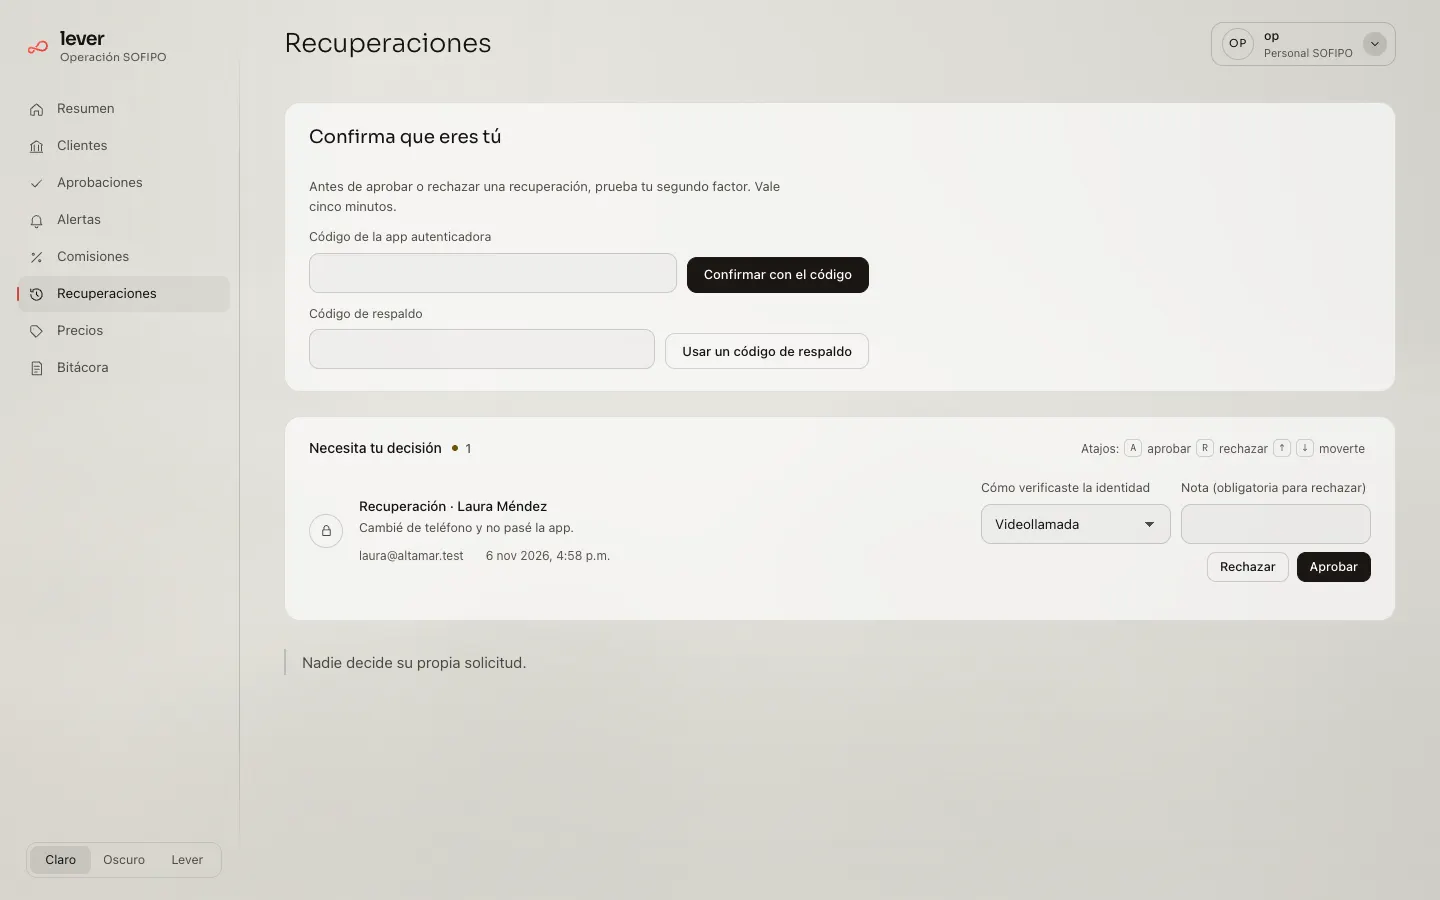 lever
Operación SOFIPO
Resumen
Clientes
Aprobaciones
Alertas
Comisiones
Recuperaciones
Precios
Bitácora
Claro Oscuro Lever
Recuperaciones
OP
op
Personal SOFIPO
Confirma que eres tú
Antes de aprobar o rechazar una recuperación, prueba tu segundo factor. Vale
cinco minutos.
Código de la app autenticadora
Confirmar con el código
Código de respaldo
Usar un código de respaldo
Necesita tu decisión 1
Atajos: A aprobar R rechazar ↑ ↓ moverte
Recuperación · Laura Méndez
Cambié de teléfono y no pasé la app.
laura@altamar.test 6 nov 2026, 4:58 p.m.
Cómo verificaste la identidad
Videollamada
Nota (obligatoria para rechazar)
Rechazar
Aprobar
Nadie decide su propia solicitud.